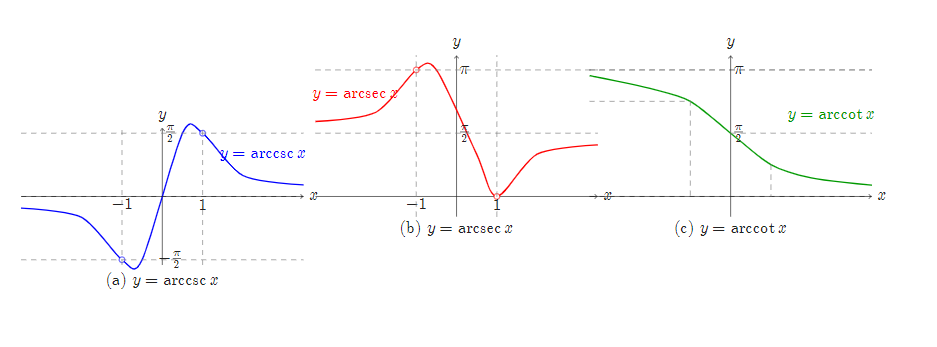 y
π/2
y = arccsc x
−1
1
x
−π/2
(a) y = arccsc x
y
π
y = arcsec x
π/2
−1
1
x
(b) y = arcsec x
y
π
y = arccot x
π/2
x
(c) y = arccot x